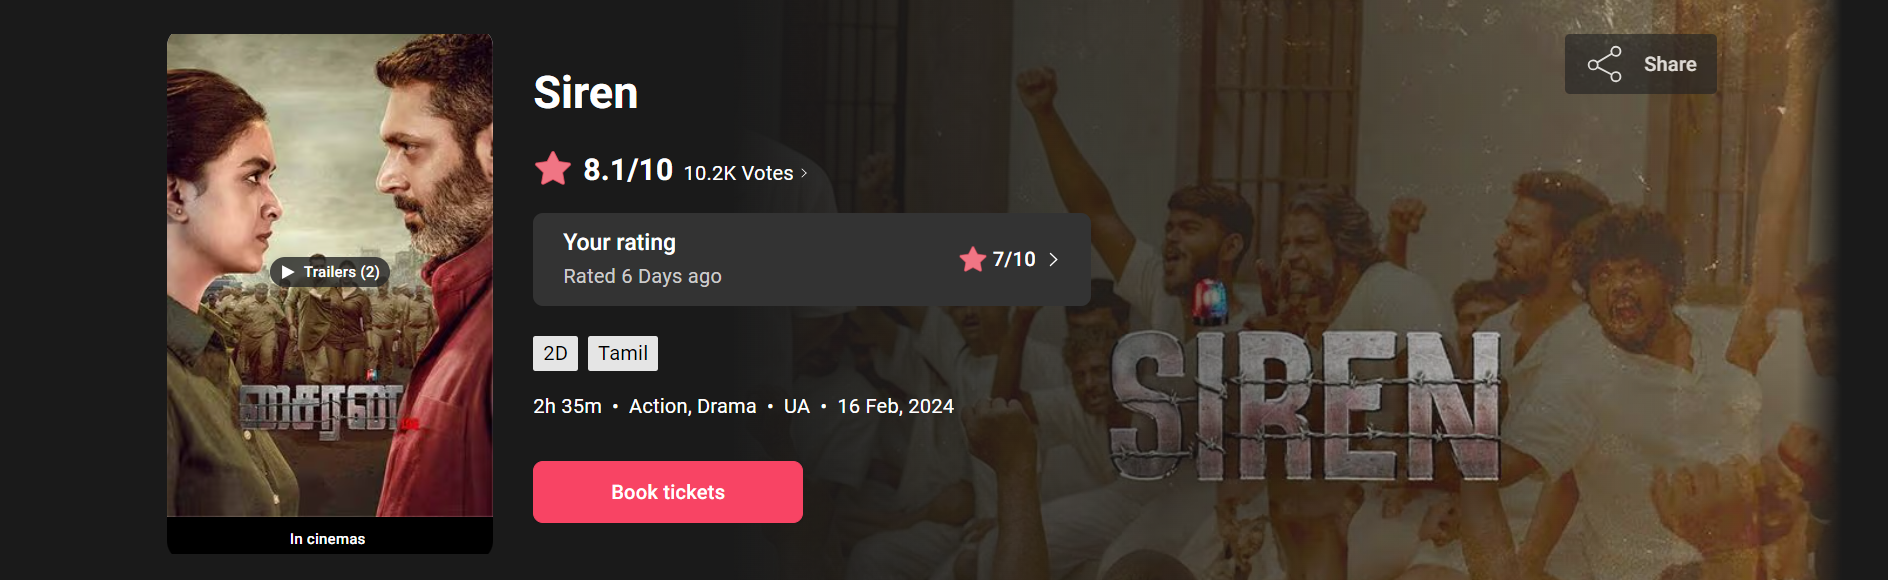 Siren
8.1/10 10.2K Votes >
Your rating
Rated 6 Days ago
7/10 >
2D Tamil
2h 35m • Action, Drama • UA • 16 Feb, 2024
Book tickets
Share
SIREN
Trailers (2)
சைரன்
In cinemas